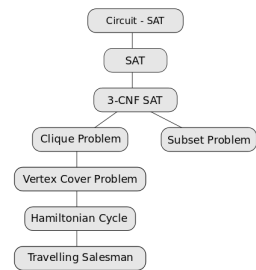 Circuit - SAT
SAT
3-CNF SAT
Clique Problem
Subset Problem
Vertex Cover Problem
Hamiltonian Cycle
Travelling Salesman